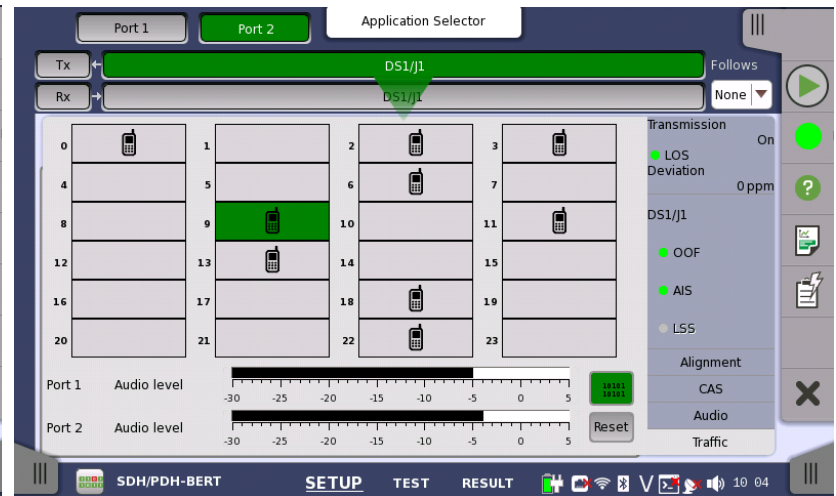 Port 1
Port 2
Application Selector
Tx
DS1/J1
Follows
Rx
DS1/J1
None
Transmission
On
LOS
Deviation
0 ppm
DS1/J1
OOF
AIS
LSS
Alignment
CAS
Audio
Traffic
0
1
2
3
4
5
6
7
8
9
10
11
12
13
14
15
16
17
18
19
20
21
22
23
Port 1 Audio level
-30 -25 -20 -15 -10 -5 0 5
10101
10101
Port 2 Audio level
-30 -25 -20 -15 -10 -5 0 5
Reset
SDH/PDH-BERT SETUP TEST RESULT V 10 04